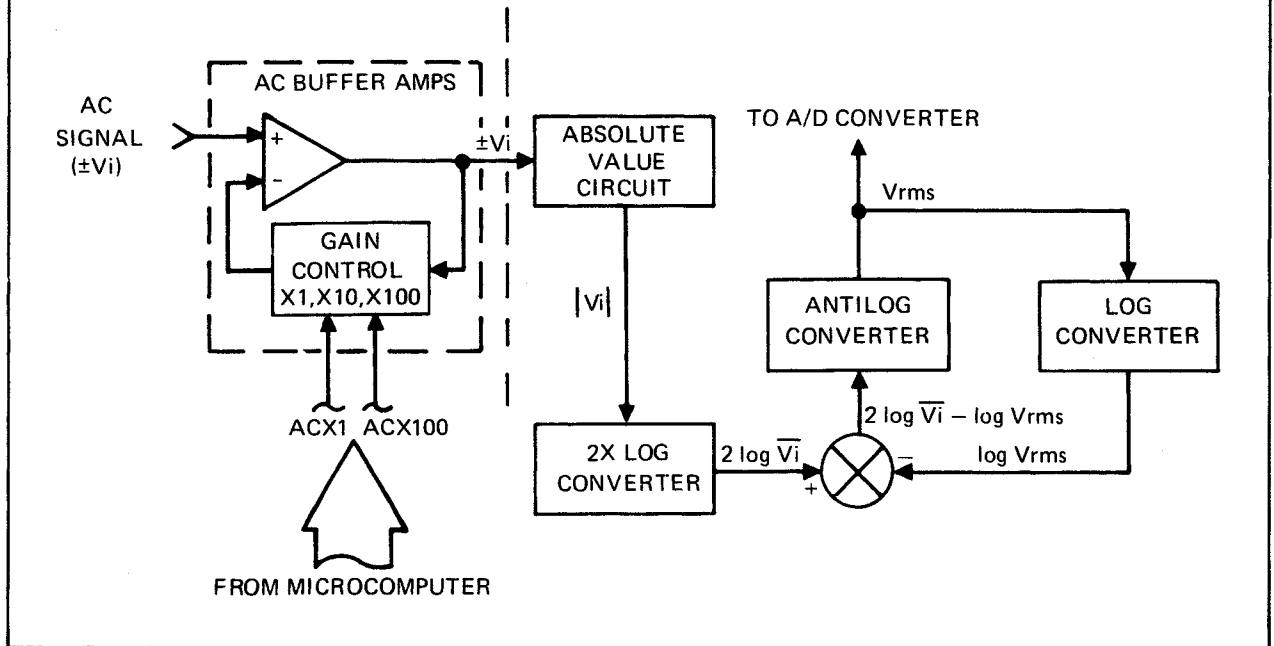 AC BUFFER AMPS
AC
SIGNAL
(±Vi)
+
-
GAIN
CONTROL
X1,X10,X100
ACX1 ACX100
FROM MICROCOMPUTER
±Vi
ABSOLUTE
VALUE
CIRCUIT
|Vi|
2X LOG
CONVERTER
2 log V̅i̅
+
−
2 log V̅i̅ – log Vrms
log Vrms
ANTILOG
CONVERTER
LOG
CONVERTER
Vrms
TO A/D CONVERTER